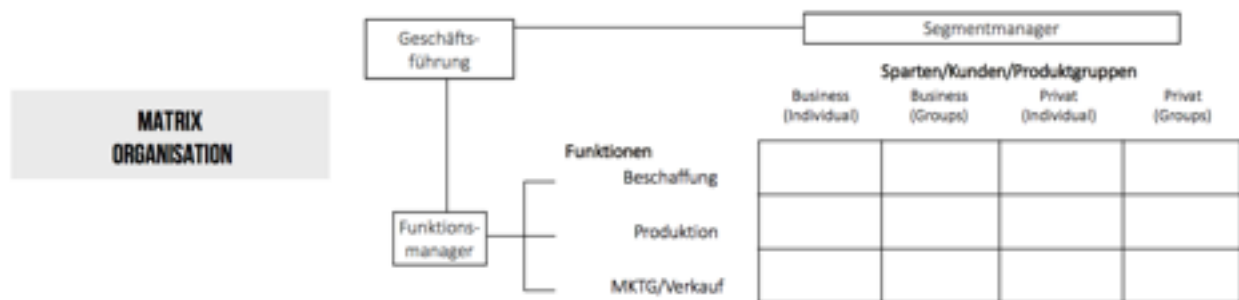 MATRIX
ORGANISATION
Geschäfts-
führung
Segmentmanager
Sparten/Kunden/Produktgruppen
Business
(Individual)
Business
(Groups)
Privat
(Individual)
Privat
(Groups)
Funktionen
Beschaffung
Funktions-
manager
Produktion
MKTG/Verkauf